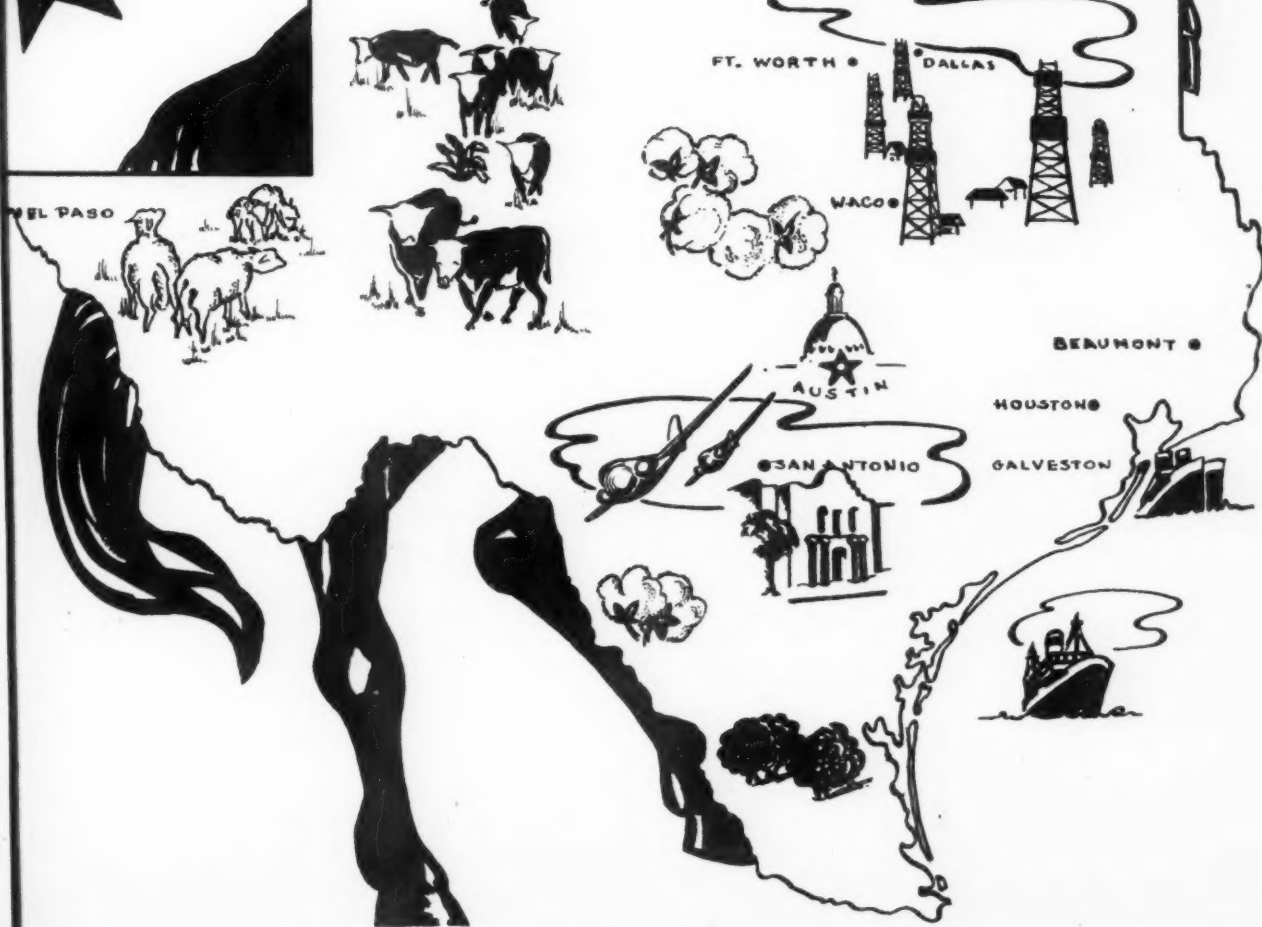 FT. WORTH
DALLAS
EL PASO
WACO
BEAUMONT
AUSTIN
HOUSTON
SAN ANTONIO
GALVESTON